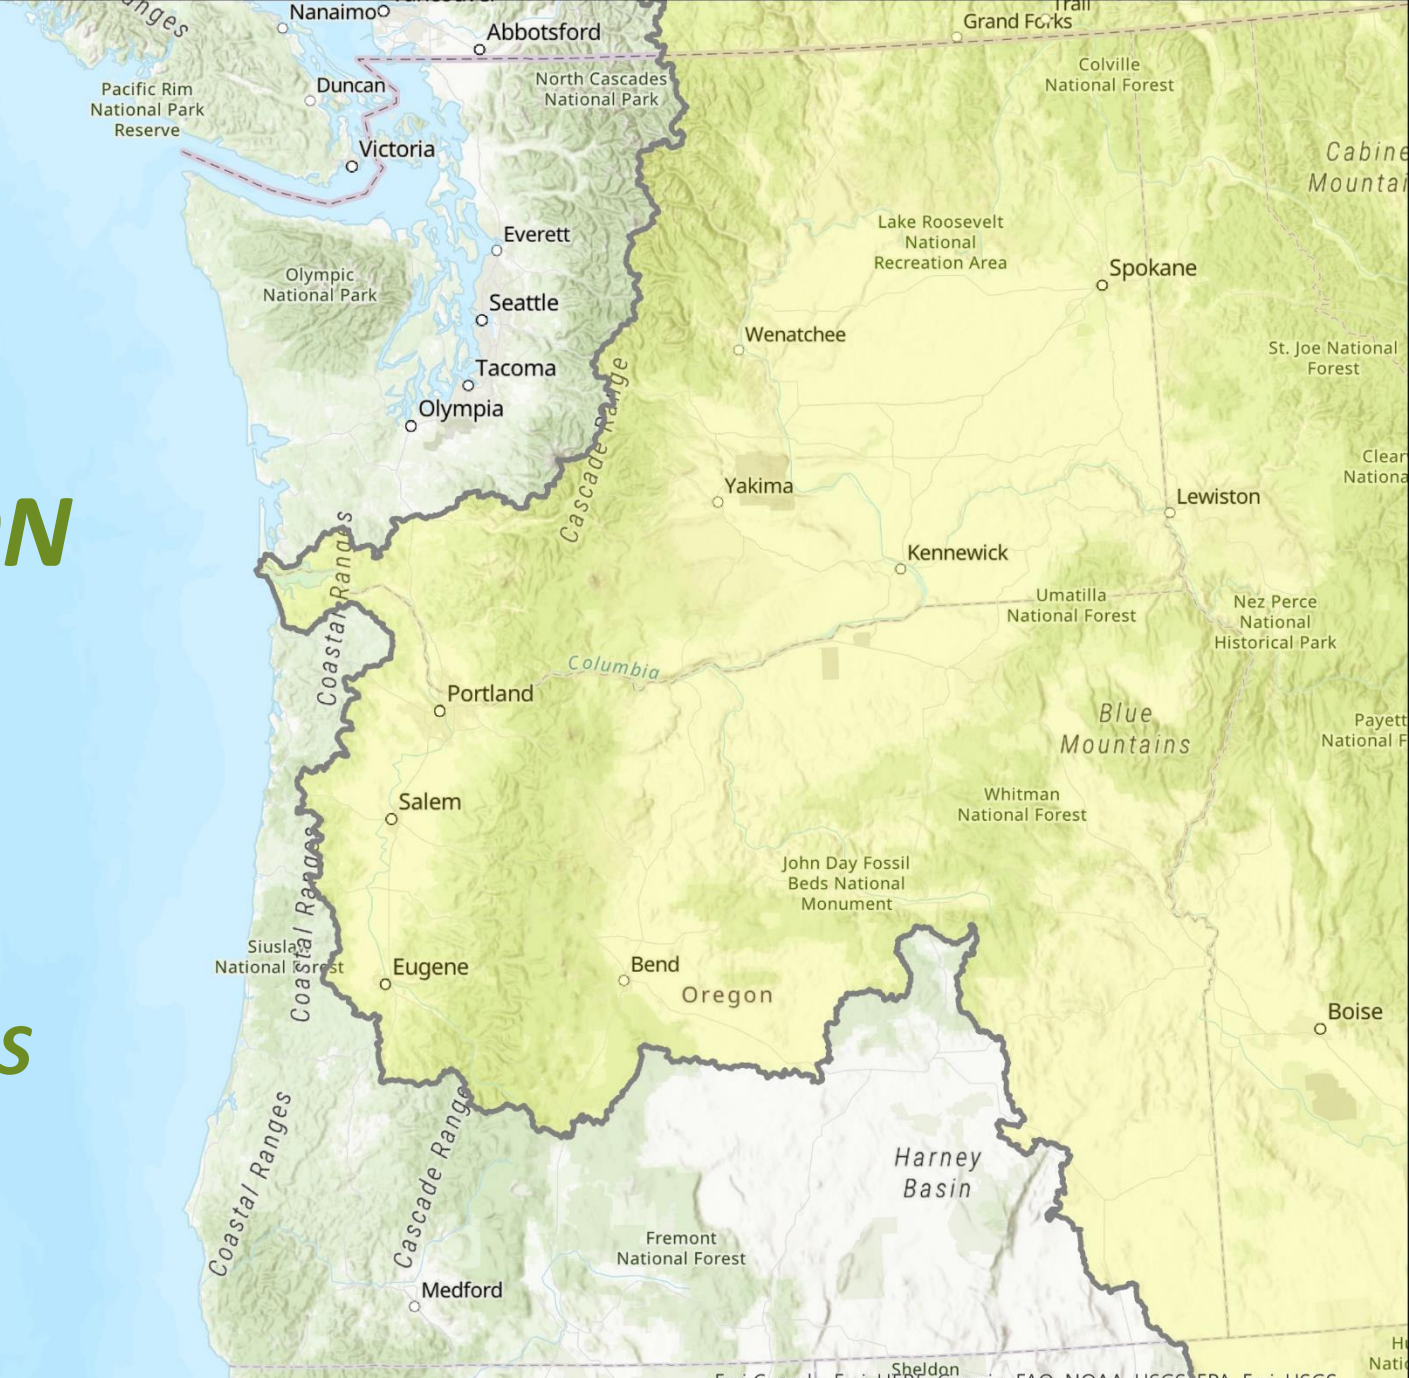 Nanaimo
Abbotsford
Trail
Grand Forks
Duncan
North Cascades
National Park
Colville
National Forest
Pacific Rim
National Park
Reserve
Victoria
Everett
Lake Roosevelt
National
Recreation Area
Spokane
Olympic
National Park
Seattle
Wenatchee
St. Joe National
Forest
Tacoma
Olympia
Cascade Range
Yakima
Lewiston
ON
Coastal Ranges
Kennewick
Umatilla
National Forest
Nez Perce
National
Historical Park
Columbia
Portland
Blue
Mountains
Whitman
National Forest
Salem
John Day Fossil
Beds National
Monument
Coastal Ranges
National Forest
Eugene
Bend
Oregon
Boise
S
Coastal Ranges
Cascade Range
Harney
Basin
Fremont
National Forest
Medford
Sheldon